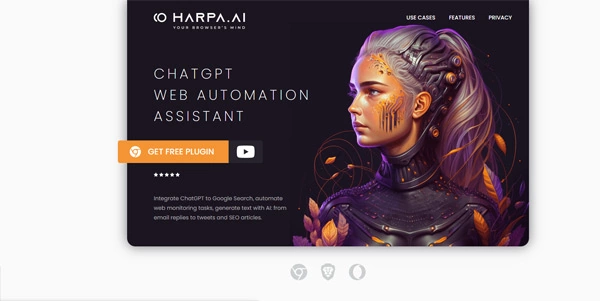 HARPA.AI
YOUR BROWSER'S MIND
USE CASES FEATURES PRIVACY
CHATGPT
WEB AUTOMATION
ASSISTANT
GET FREE PLUGIN
Integrate ChatGPT to Google Search, automate
web monitoring tasks, generate text with AI: from
email replies to tweets and SEO articles.